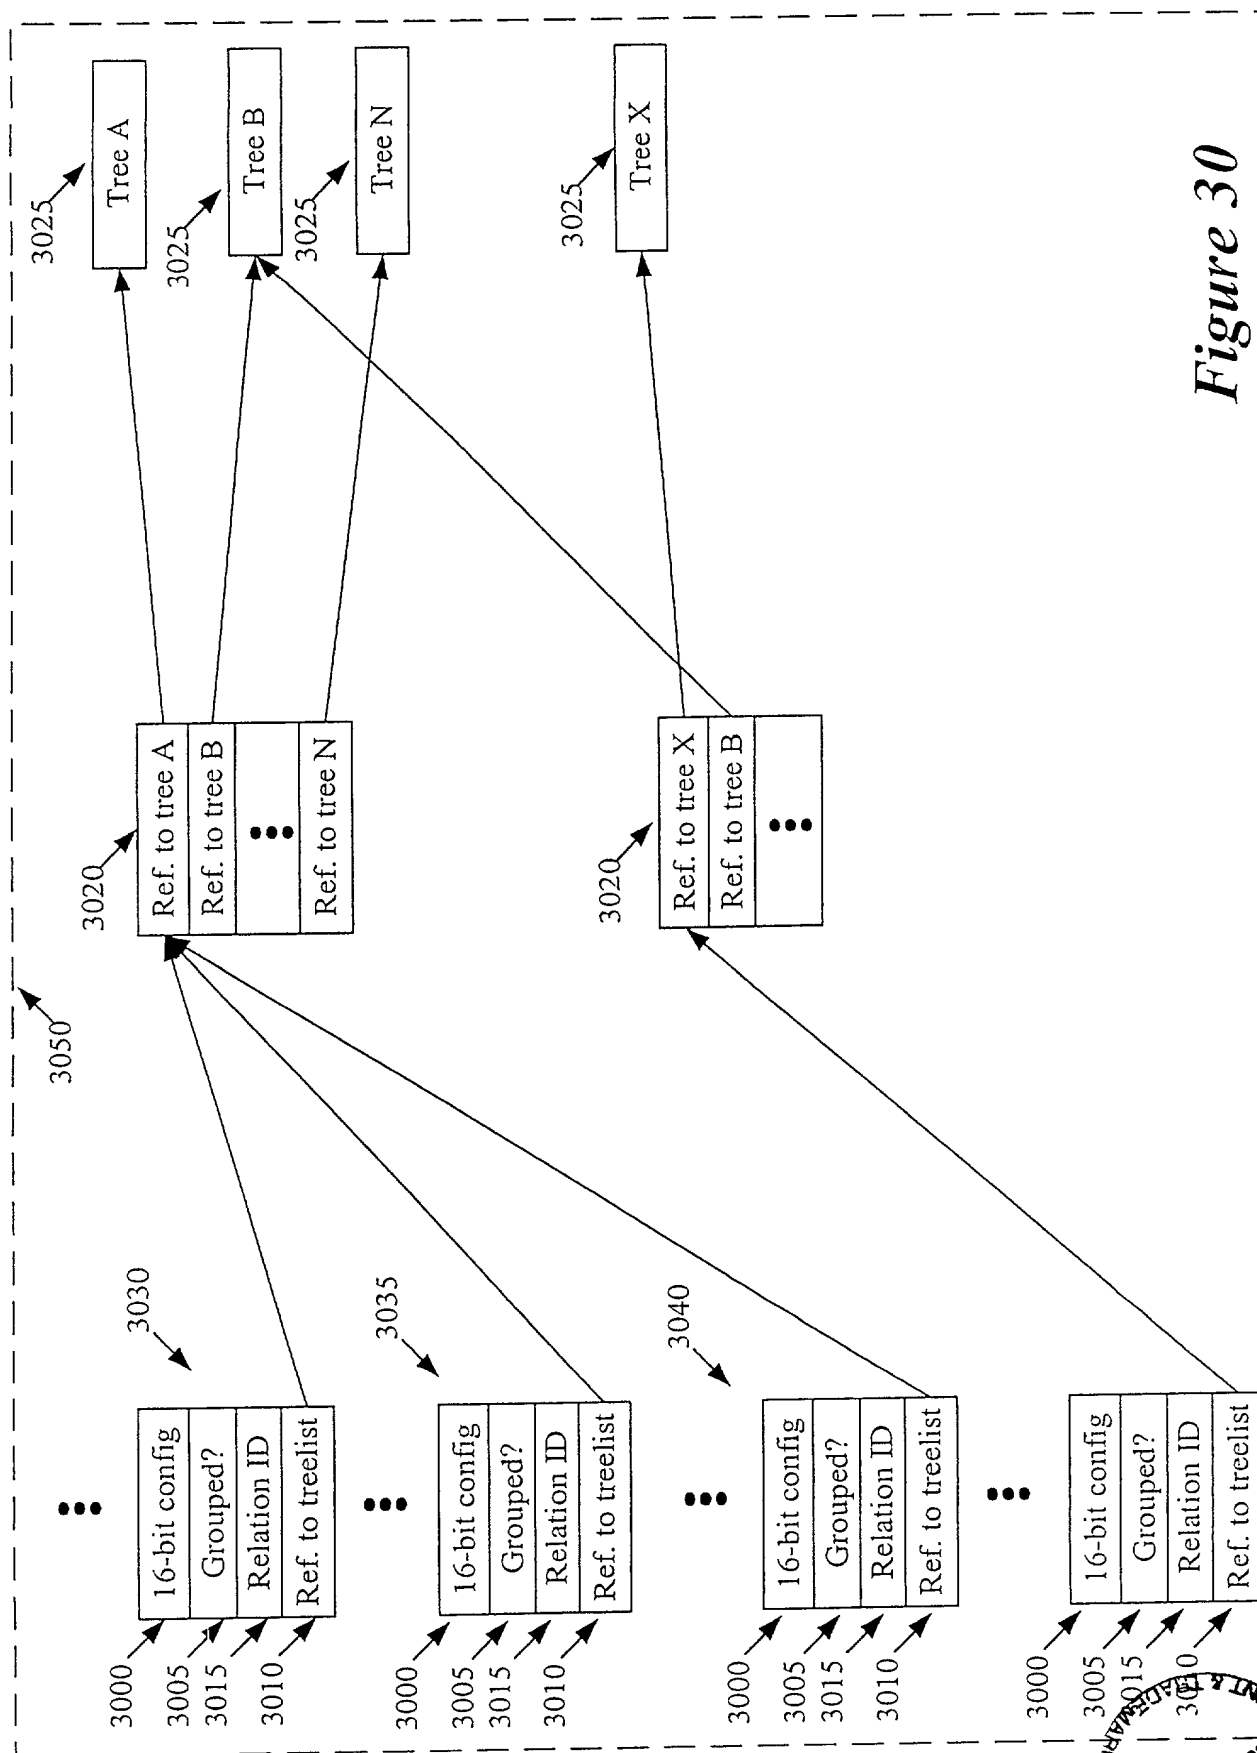 3050
3000
3005
3015
3010
16-bit config
Grouped?
Relation ID
Ref. to treelist
3030
3000
3005
3015
3010
16-bit config
Grouped?
Relation ID
Ref. to treelist
3035
3000
3005
3015
3010
16-bit config
Grouped?
Relation ID
Ref. to treelist
3040
3000
3005
3015
3010
16-bit config
Grouped?
Relation ID
Ref. to treelist
3020
Ref. to tree A
Ref. to tree B
Ref. to tree N
3020
Ref. to tree X
Ref. to tree B
3025
Tree A
3025
Tree B
3025
Tree N
3025
Tree X
Figure 30